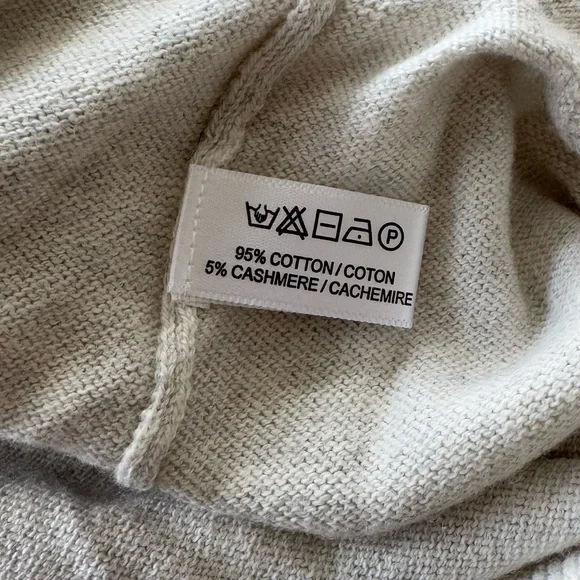 P
95% COTTON / COTON
5% CASHMERE / CACHEMIRE